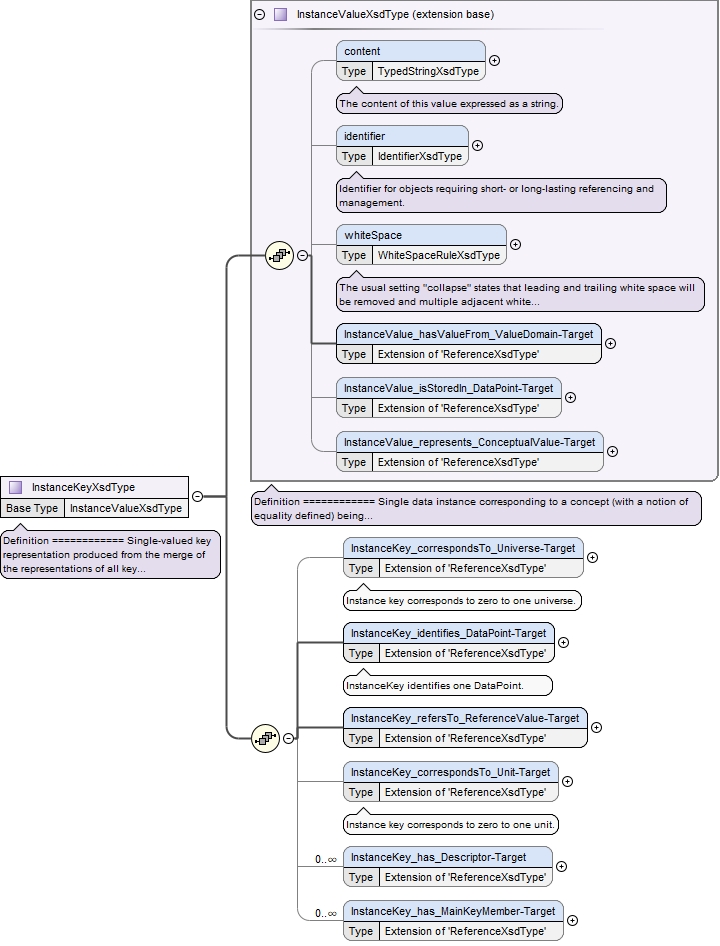 InstanceValueXsdType (extension base)
content
Type TypedStringXsdType
The content of this value expressed as a string.
identifier
Type IdentifierXsdType
Identifier for objects requiring short- or long-lasting referencing and
management.
whiteSpace
Type WhiteSpaceRuleXsdType
The usual setting "collapse" states that leading and trailing white space will
be removed and multiple adjacent white...
InstanceValue_hasValueFrom_ValueDomain-Target
Type Extension of 'ReferenceXsdType'
InstanceValue_isStoredIn_DataPoint-Target
Type Extension of 'ReferenceXsdType'
InstanceValue_represents_ConceptualValue-Target
Type Extension of 'ReferenceXsdType'
InstanceKeyXsdType
Base Type InstanceValueXsdType
Definition ============ Single-valued key
representation produced from the merge of
the representations of all key...
Definition ============ Single data instance corresponding to a concept (with a notion of
equality defined) being...
InstanceKey_correspondsTo_Universe-Target
Type Extension of 'ReferenceXsdType'
Instance key corresponds to zero to one universe.
InstanceKey_identifies_DataPoint-Target
Type Extension of 'ReferenceXsdType'
InstanceKey identifies one DataPoint.
InstanceKey_refersTo_ReferenceValue-Target
Type Extension of 'ReferenceXsdType'
InstanceKey_correspondsTo_Unit-Target
Type Extension of 'ReferenceXsdType'
Instance key corresponds to zero to one unit.
0..∞
InstanceKey_has_Descriptor-Target
Type Extension of 'ReferenceXsdType'
0..∞
InstanceKey_has_MainKeyMember-Target
Type Extension of 'ReferenceXsdType'